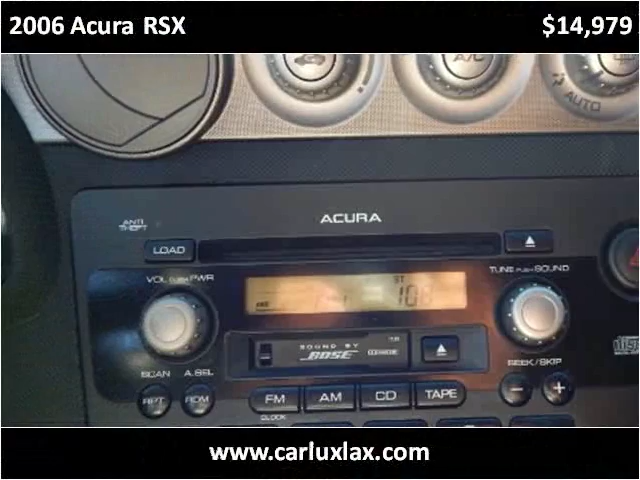 2006 Acura RSX $14,979
A/C
AUTO
ACURA
ANTI THEFT
LOAD
VOL PUSH PWR
TUNE PUSH SOUND
ST
SOUND BY
BOSE
SCAN A.SEL
SEEK/SKIP
RPT RDM FM AM CD TAPE - +
CLOCK
DISC
www.carluxlax.com